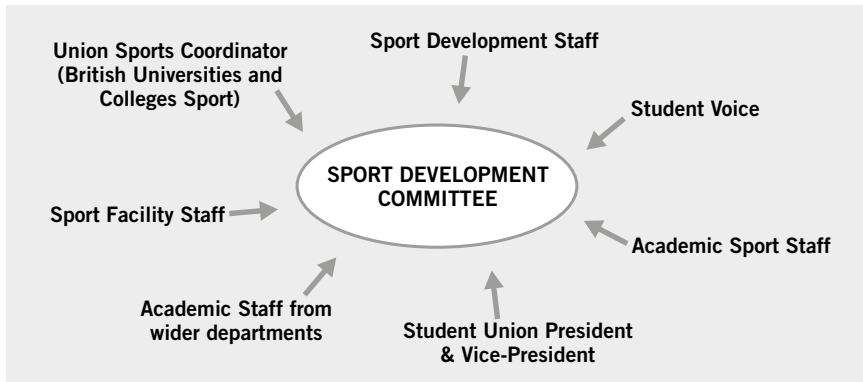 Sport Development Staff
Union Sports Coordinator
(British Universities and
Colleges Sport)
Student Voice
SPORT DEVELOPMENT
COMMITTEE
Sport Facility Staff
Academic Sport Staff
Academic Staff from
wider departments
Student Union President
& Vice-President